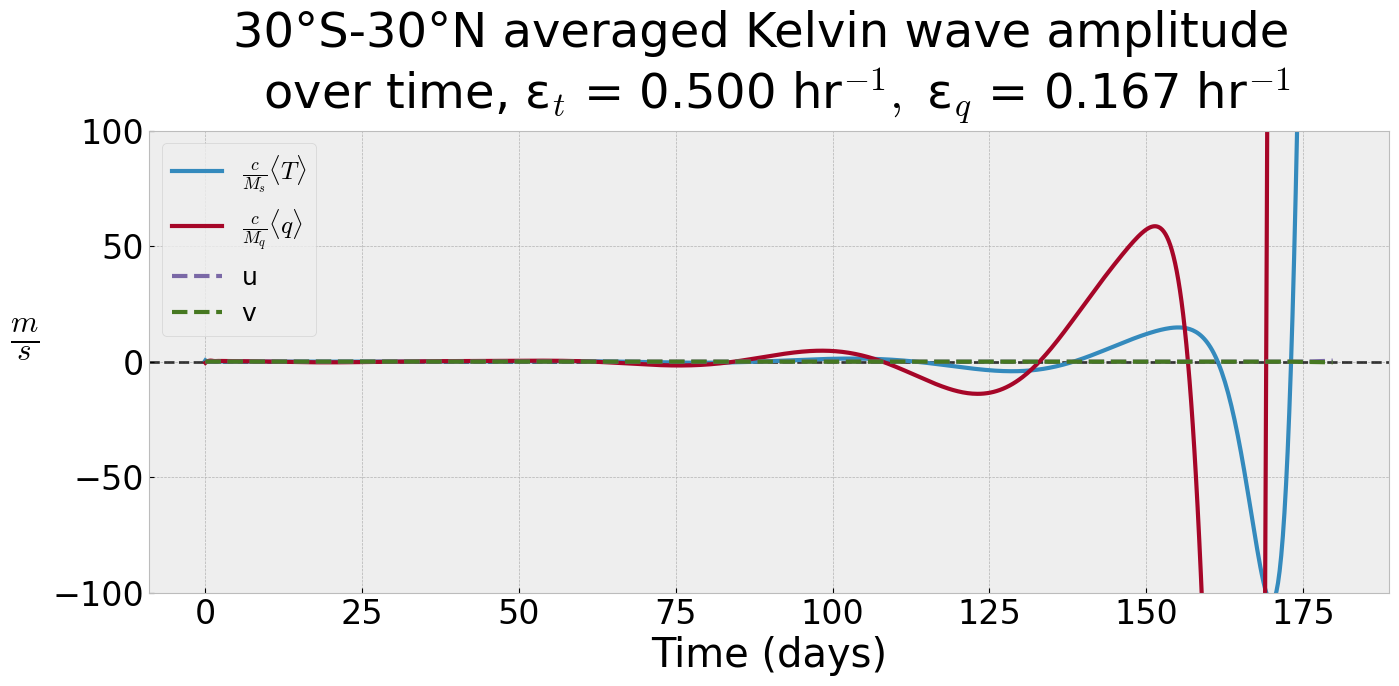 30°S-30°N averaged Kelvin wave amplitude
over time, ε_t = 0.500 hr⁻¹, ε_q = 0.167 hr⁻¹
100
50
0
−50
−100
m/s
c/M_s ⟨T⟩
c/M_q ⟨q⟩
u
v
0 25 50 75 100 125 150 175
Time (days)